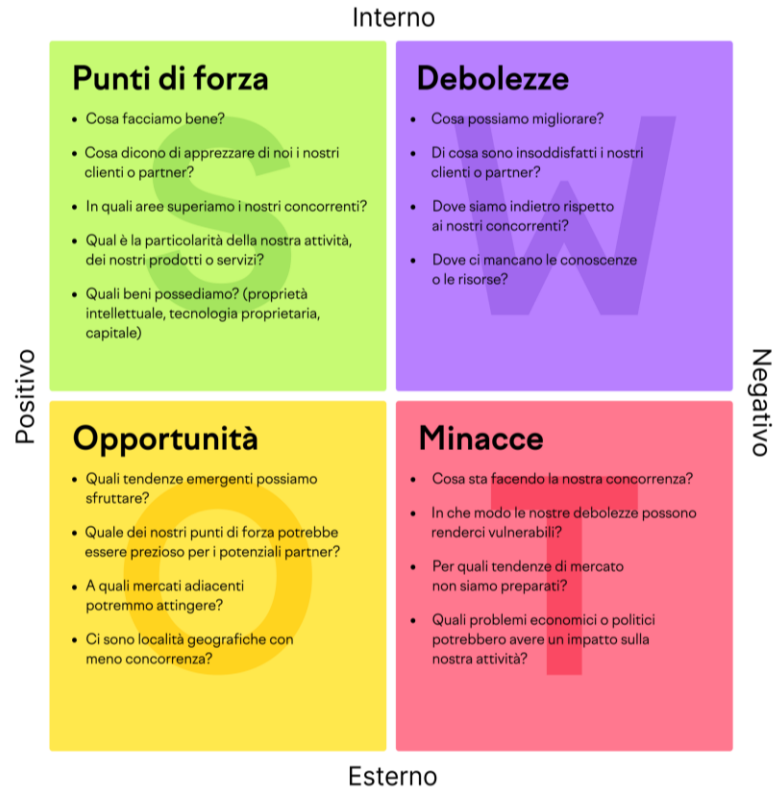 Interno
Punti di forza
• Cosa facciamo bene?
• Cosa dicono di apprezzare di noi i nostri
clienti o partner?
• In quali aree superiamo i nostri concorrenti?
• Qual è la particolarità della nostra attività,
dei nostri prodotti o servizi?
• Quali beni possediamo? (proprietà
intellettuale, tecnologia proprietaria,
capitale)
S
Debolezze
• Cosa possiamo migliorare?
• Di cosa sono insoddisfatti i nostri
clienti o partner?
• Dove siamo indietro rispetto
ai nostri concorrenti?
• Dove ci mancano le conoscenze
o le risorse?
W
Positivo
Negativo
Opportunità
• Quali tendenze emergenti possiamo
sfruttare?
• Quale dei nostri punti di forza potrebbe
essere prezioso per i potenziali partner?
• A quali mercati adiacenti
potremmo attingere?
• Ci sono località geografiche con
meno concorrenza?
O
Minacce
• Cosa sta facendo la nostra concorrenza?
• In che modo le nostre debolezze possono
renderci vulnerabili?
• Per quali tendenze di mercato
non siamo preparati?
• Quali problemi economici o politici
potrebbero avere un impatto sulla
nostra attività?
T
Esterno